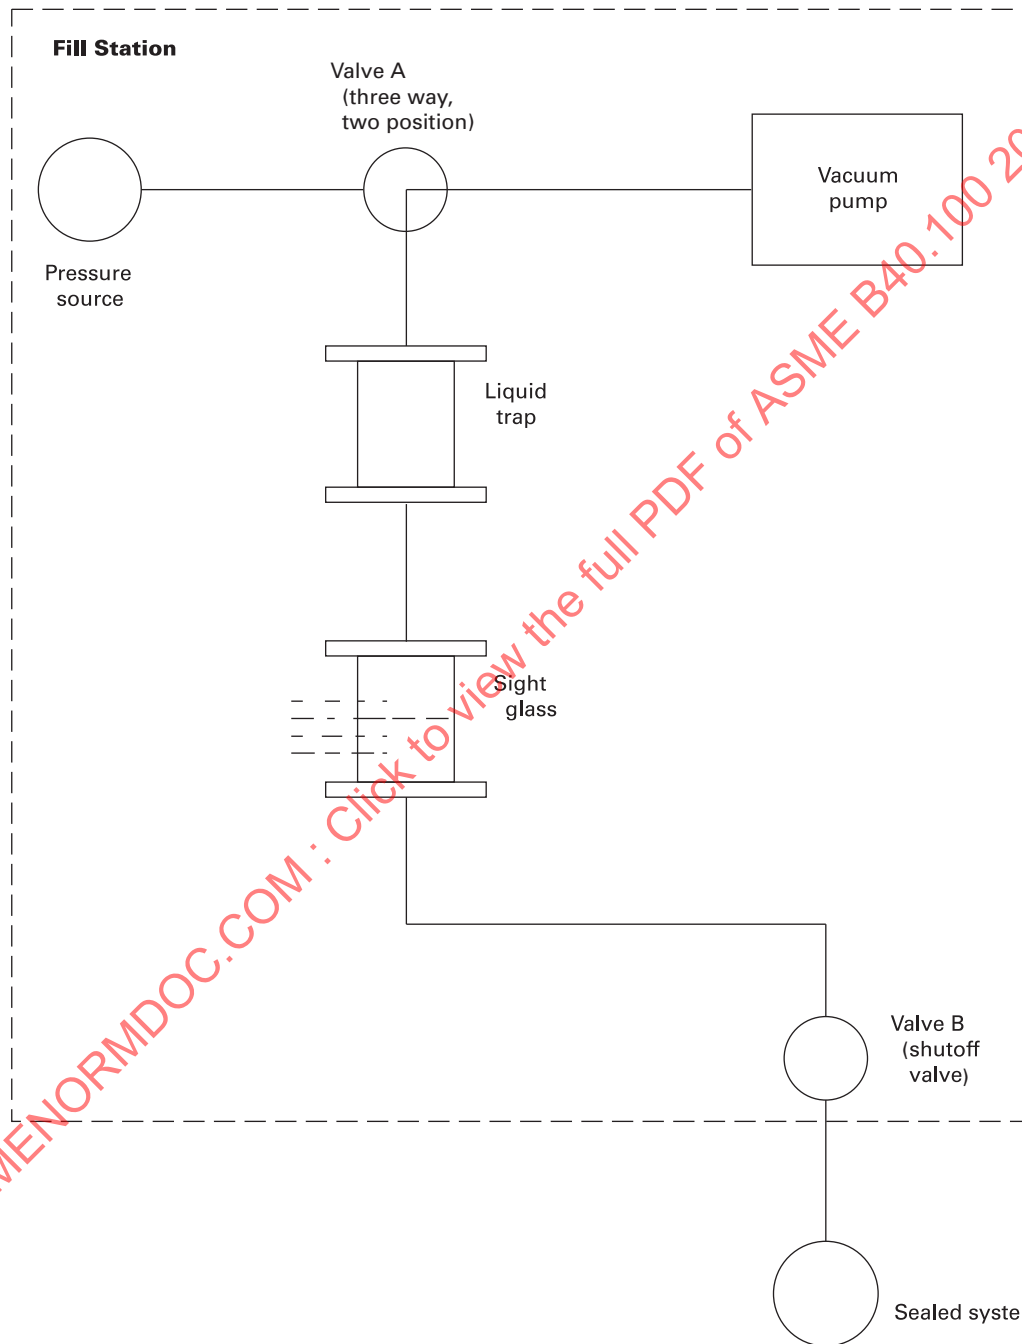 Fill Station
Valve A
(three way,
two position)
Vacuum
pump
Pressure
source
Liquid
trap
Sight
glass
Valve B
(shutoff
valve)
Sealed syste
MENORMDOC.COM : Click to view the full PDF of ASME B40.100 20